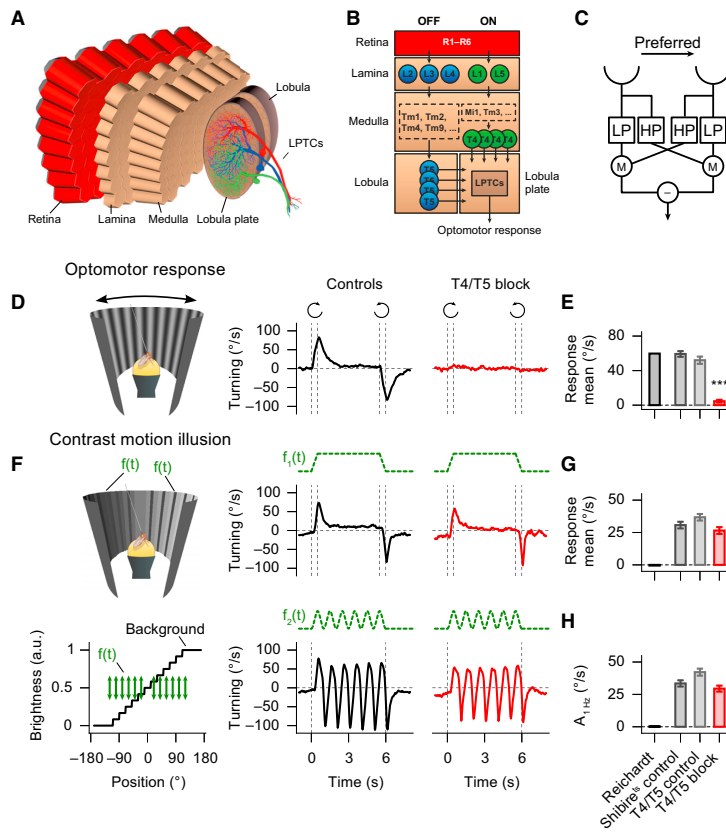 A
Retina
Lamina
Medulla
Lobula plate
LPTCs
Lobula
B
OFF ON
Retina
R1–R6
Lamina
L2 L3 L4 L1 L5
Medulla
Tm1, Tm2,
Tm4, Tm9, ...
Mi1, Tm3, ...
T4 T4 T4 T4
Lobula
T5
T5
T5
T5
LPTCs
Lobula
plate
Optomotor response
C
Preferred
LP HP HP LP
M M
–
Optomotor response
D
Controls
T4/T5 block
Turning (°/s)
100
50
0
–50
–100
E
Response
mean (°/s)
60
0
***
Contrast motion illusion
F
f(t) f(t)
f1(t)
Turning (°/s)
100
50
0
–50
–100
G
Response
mean (°/s)
50
25
0
Brightness (a.u.)
1
0.5
0
Background
f(t)
–180 –90 0 90 180
Position (°)
f2(t)
Turning (°/s)
100
50
0
–50
–100
0 3 6
Time (s)
0 3 6
Time (s)
H
A1 Hz (°/s)
50
25
0
Reichardt
Shibirets control
T4/T5 control
T4/T5 block